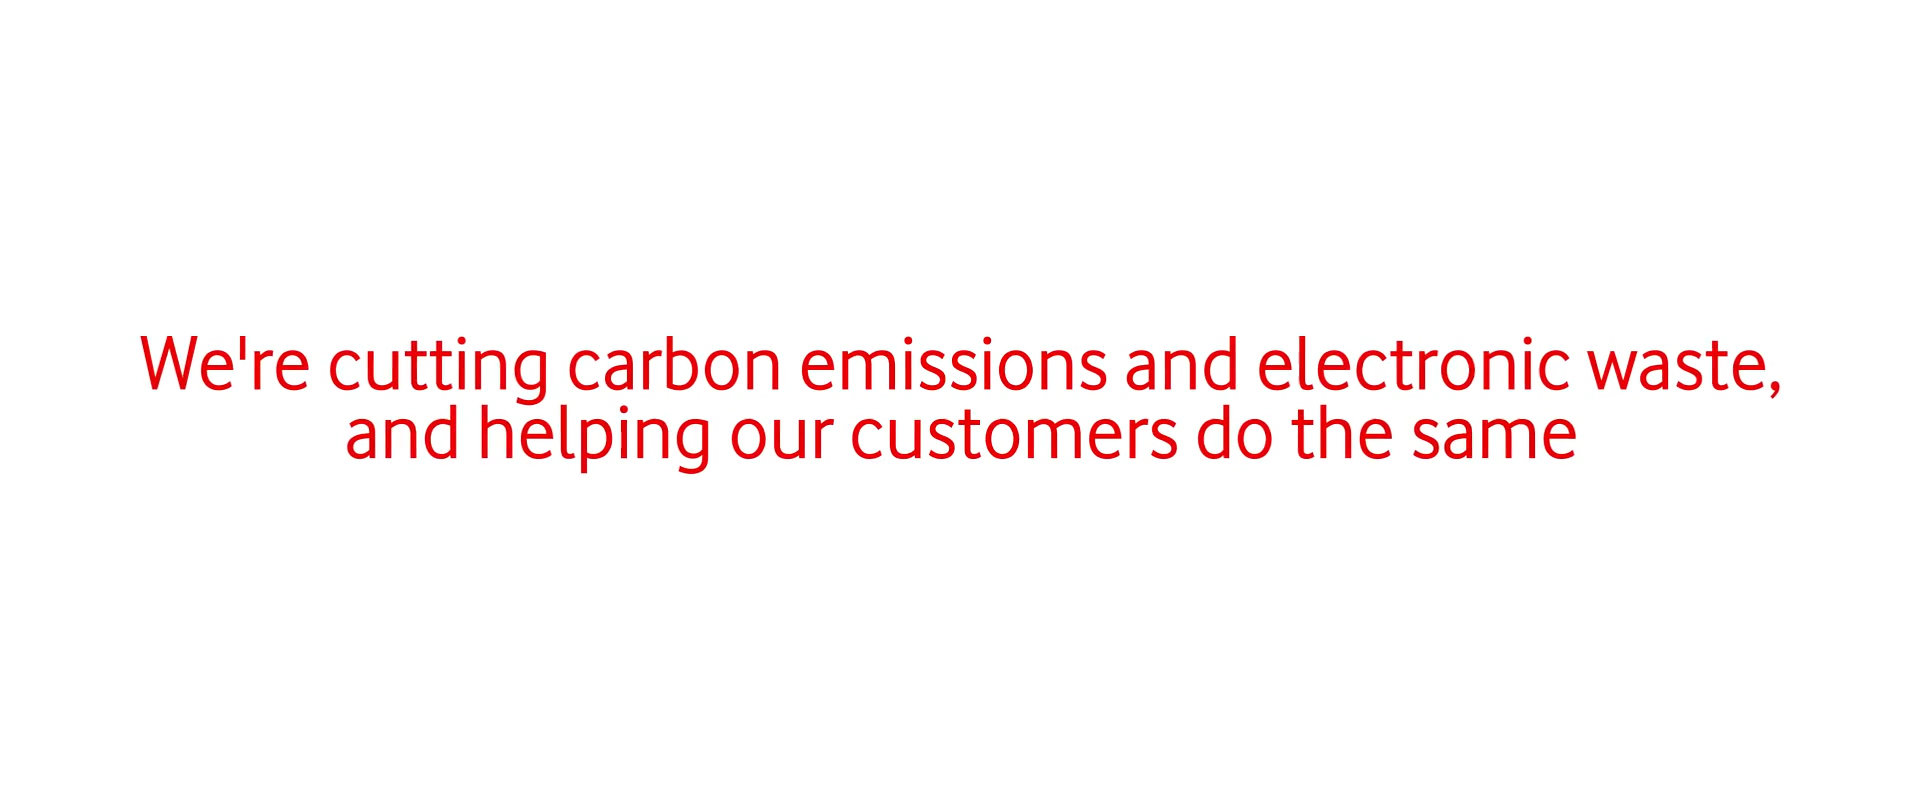 We're cutting carbon emissions and electronic waste,
and helping our customers do the same